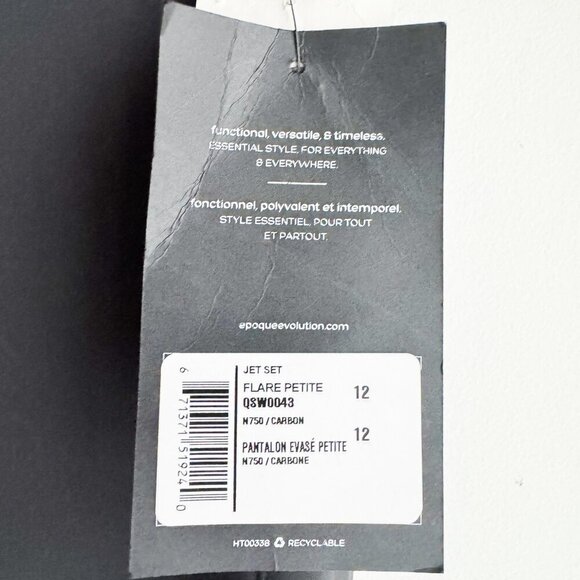 functional, versatile, & timeless.
ESSENTIAL STYLE, FOR EVERYTHING
& EVERYWHERE.
fonctionnel, polyvalent et intemporel.
STYLE ESSENTIEL, POUR TOUT
ET PARTOUT.
epoqueevolution.com
JET SET
FLARE PETITE 12
QSW0043
N750 / CARBON
PANTALON EVASÉ PETITE 12
N750 / CARBONE
6 71371 51924 0
HT00338 RECYCLABLE